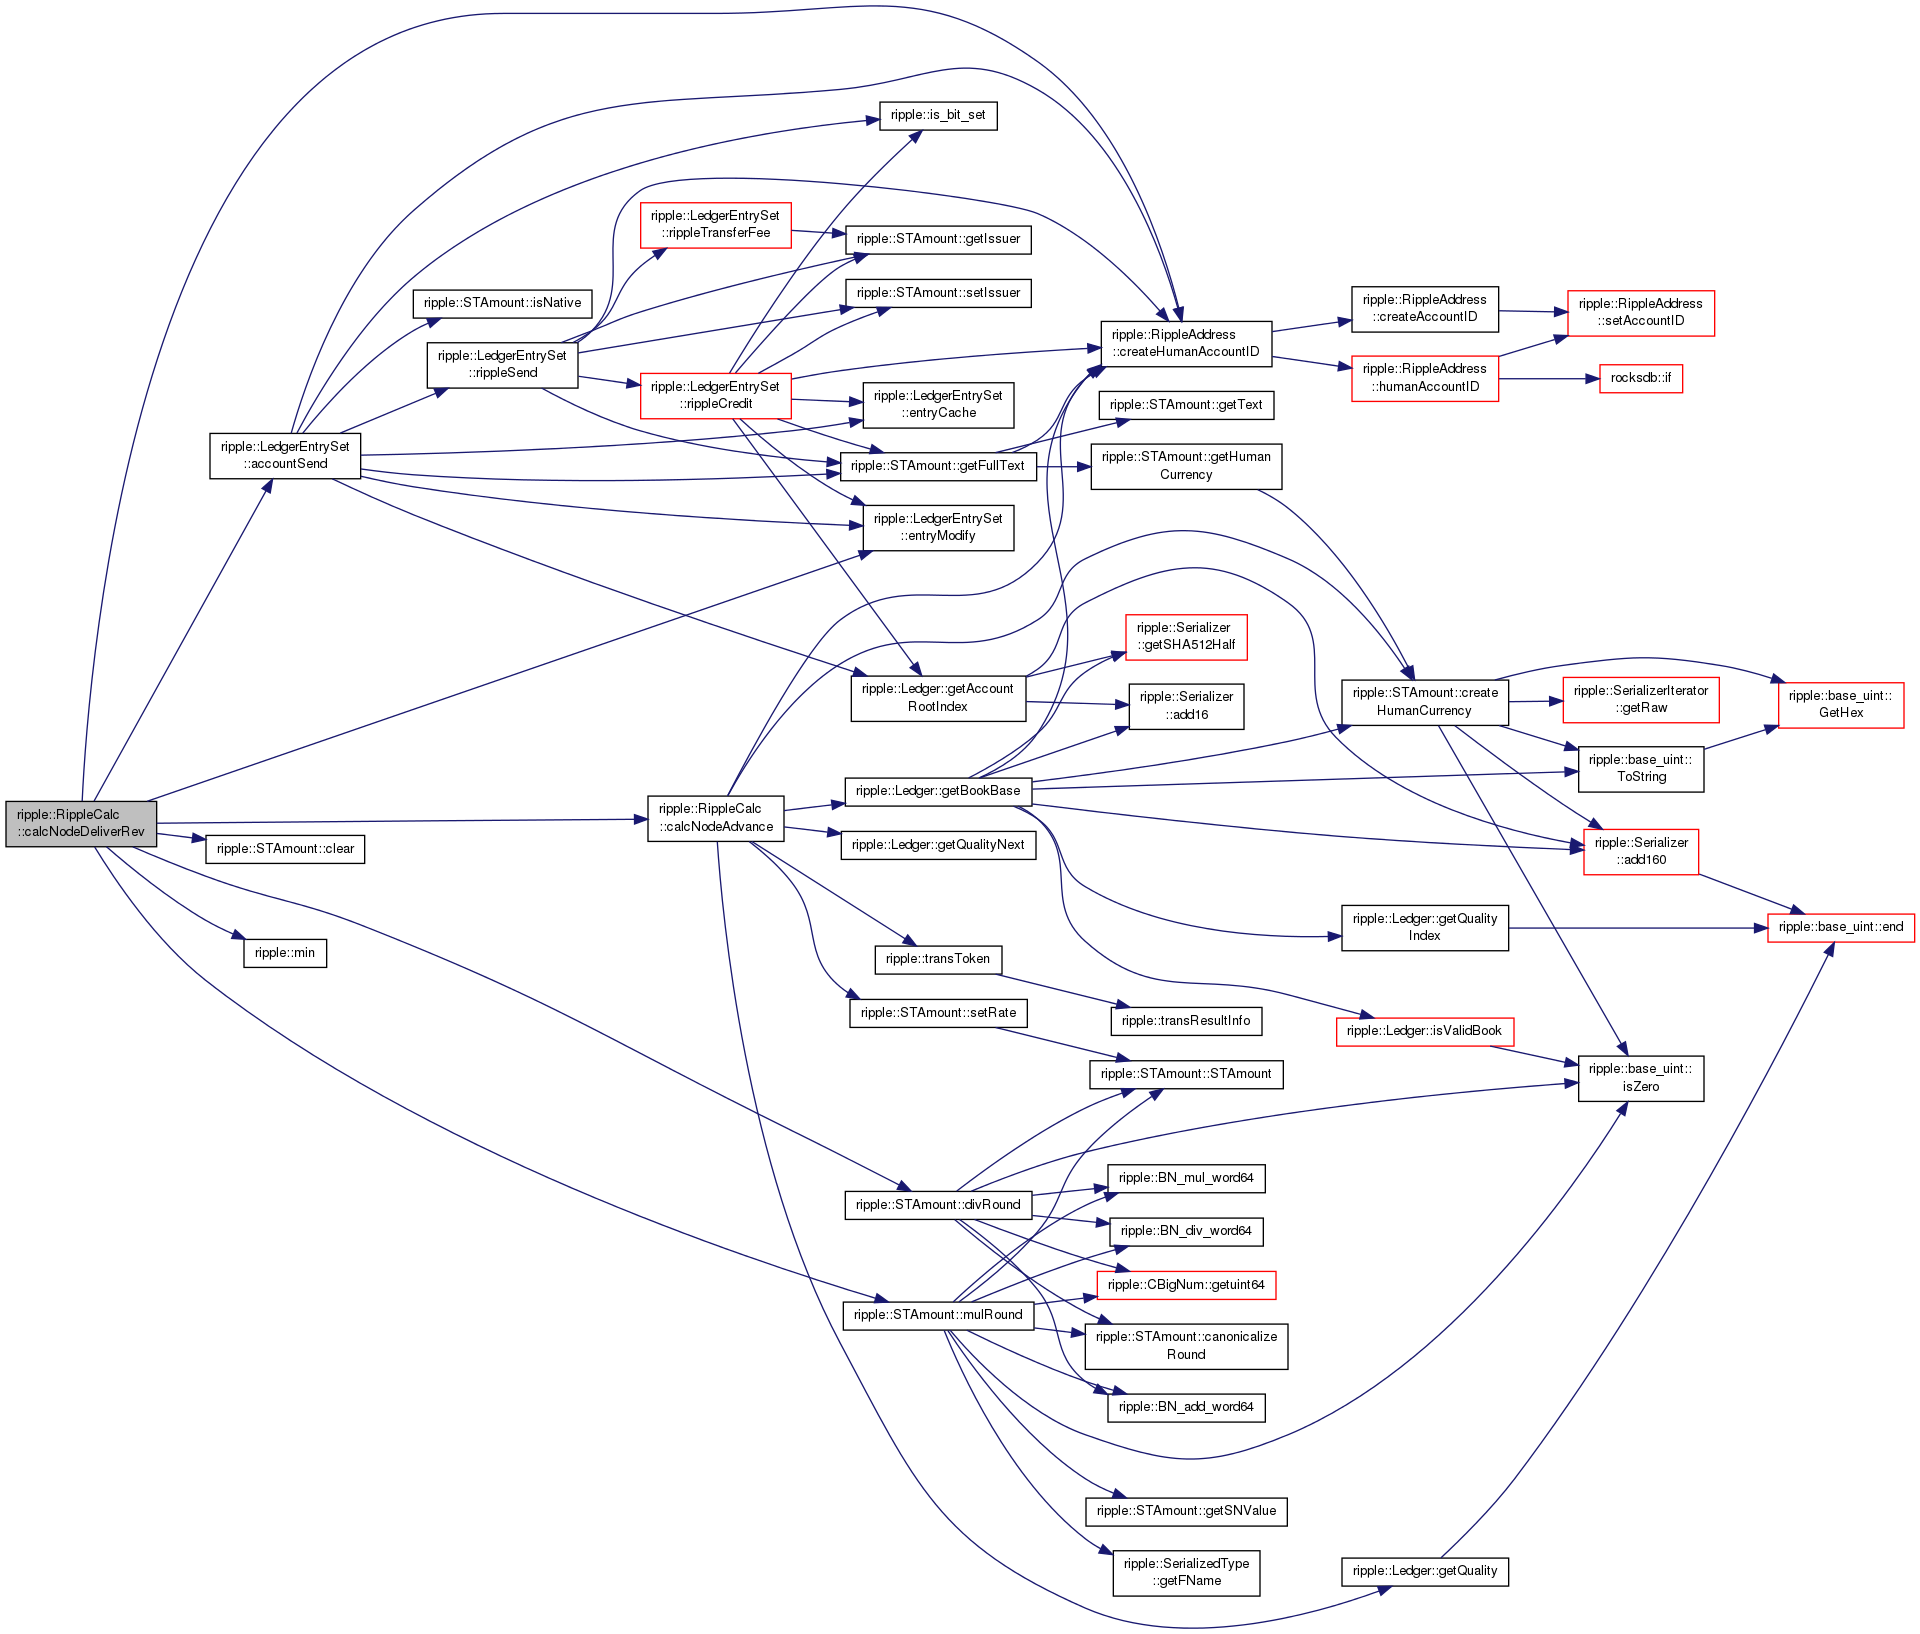 ripple::RippleCalc
::calcNodeDeliverRev
ripple::LedgerEntrySet
::accountSend
ripple::STAmount::clear
ripple::min
ripple::STAmount::isNative
ripple::LedgerEntrySet
::rippleSend
ripple::LedgerEntrySet
::rippleTransferFee
ripple::LedgerEntrySet
::rippleCredit
ripple::RippleCalc
::calcNodeAdvance
ripple::is_bit_set
ripple::STAmount::getIssuer
ripple::STAmount::setIssuer
ripple::LedgerEntrySet
::entryCache
ripple::STAmount::getFullText
ripple::LedgerEntrySet
::entryModify
ripple::Ledger::getAccount
RootIndex
ripple::Ledger::getBookBase
ripple::Ledger::getQualityNext
ripple::transToken
ripple::STAmount::setRate
ripple::STAmount::divRound
ripple::STAmount::mulRound
ripple::RippleAddress
::createHumanAccountID
ripple::STAmount::getText
ripple::STAmount::getHuman
Currency
ripple::Serializer
::getSHA512Half
ripple::Serializer
::add16
ripple::transResultInfo
ripple::STAmount::STAmount
ripple::BN_mul_word64
ripple::BN_div_word64
ripple::CBigNum::getuint64
ripple::STAmount::canonicalize
Round
ripple::BN_add_word64
ripple::STAmount::getSNValue
ripple::SerializedType
::getFName
ripple::RippleAddress
::createAccountID
ripple::RippleAddress
::humanAccountID
ripple::STAmount::create
HumanCurrency
ripple::Ledger::getQuality
Index
ripple::Ledger::isValidBook
ripple::Ledger::getQuality
ripple::RippleAddress
::setAccountID
rocksdb::if
ripple::SerializerIterator
::getRaw
ripple::base_uint::
ToString
ripple::Serializer
::add160
ripple::base_uint::
isZero
ripple::base_uint::
GetHex
ripple::base_uint::end